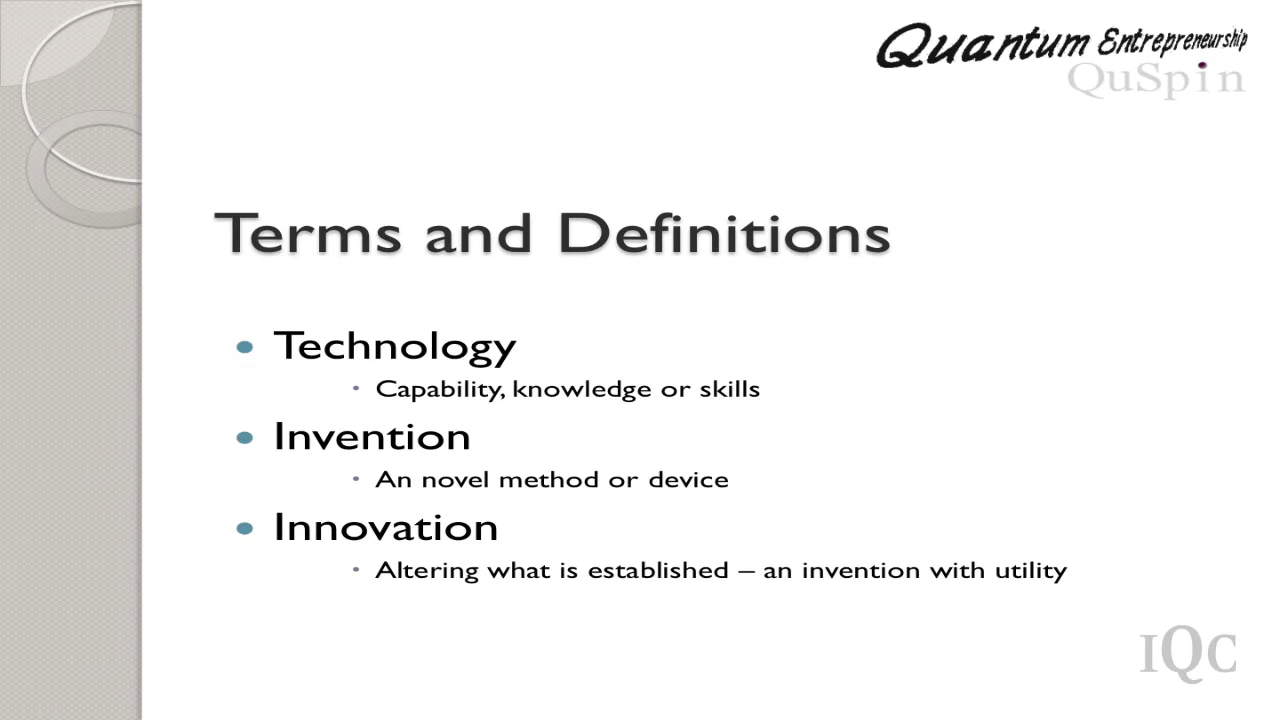 Quantum Entrepreneurship
QuSpin
Terms and Definitions
• Technology
• Capability, knowledge or skills
• Invention
• An novel method or device
• Innovation
• Altering what is established – an invention with utility
IQC